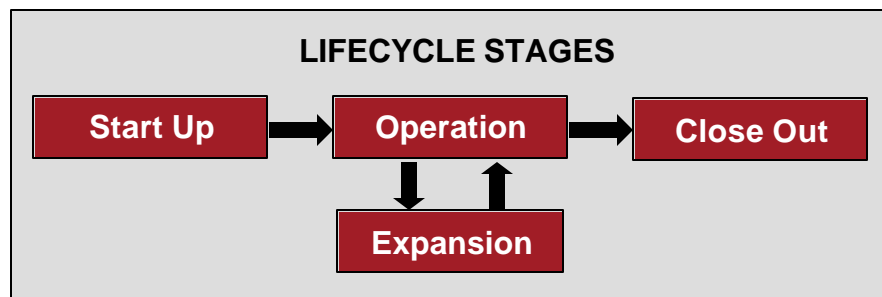 LIFECYCLE STAGES
Start Up
Operation
Close Out
Expansion